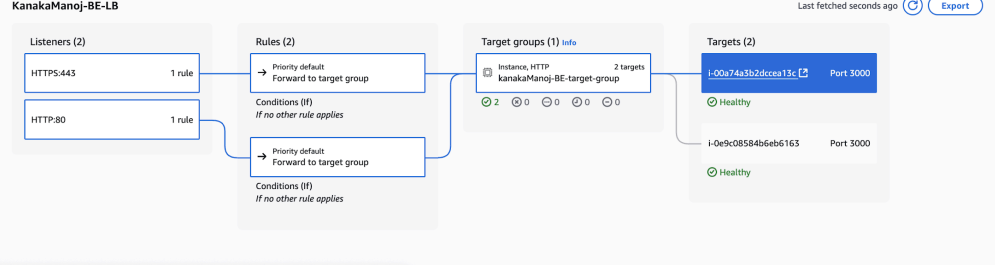 KanakaManoj-BE-LB
Last fetched seconds ago
Export
Listeners (2)
HTTPS:443 1 rule
HTTP:80 1 rule
Rules (2)
Priority default
Forward to target group
Conditions (If)
If no other rule applies
Priority default
Forward to target group
Conditions (If)
If no other rule applies
Target groups (1) Info
Instance, HTTP 2 targets
kanakaManoj-BE-target-group
2 0 0 0 0
Targets (2)
i-00a74a3b2dccea13c Port 3000
Healthy
i-0e9c08584b6eb6163 Port 3000
Healthy